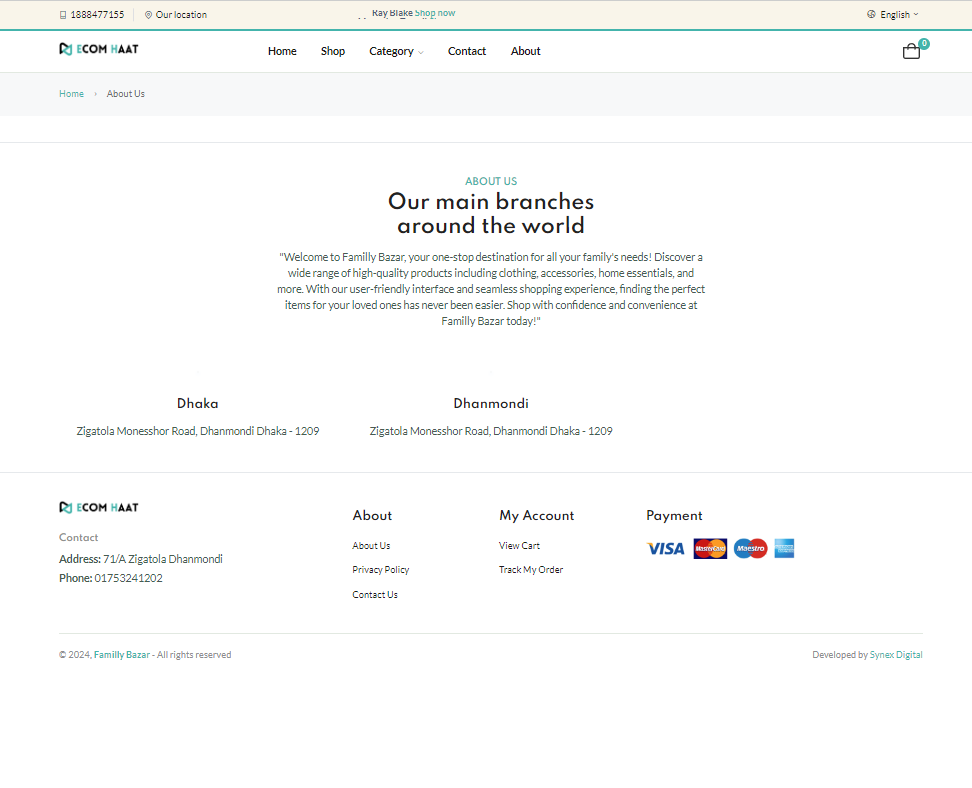 1888477155 Our location Ray Blake Shop now English
ECOM HAAT Home Shop Category Contact About 0
Home › About Us
ABOUT US
Our main branches
around the world
"Welcome to Familly Bazar, your one-stop destination for all your family's needs! Discover a
wide range of high-quality products including clothing, accessories, home essentials, and
more. With our user-friendly interface and seamless shopping experience, finding the perfect
items for your loved ones has never been easier. Shop with confidence and convenience at
Familly Bazar today!"
Dhaka Dhanmondi
Zigatola Monesshor Road, Dhanmondi Dhaka - 1209 Zigatola Monesshor Road, Dhanmondi Dhaka - 1209
ECOM HAAT
Contact
Address: 71/A Zigatola Dhanmondi
Phone: 01753241202
About
About Us
Privacy Policy
Contact Us
My Account
View Cart
Track My Order
Payment
VISA MasterCard Maestro
© 2024, Familly Bazar - All rights reserved Developed by Synex Digital